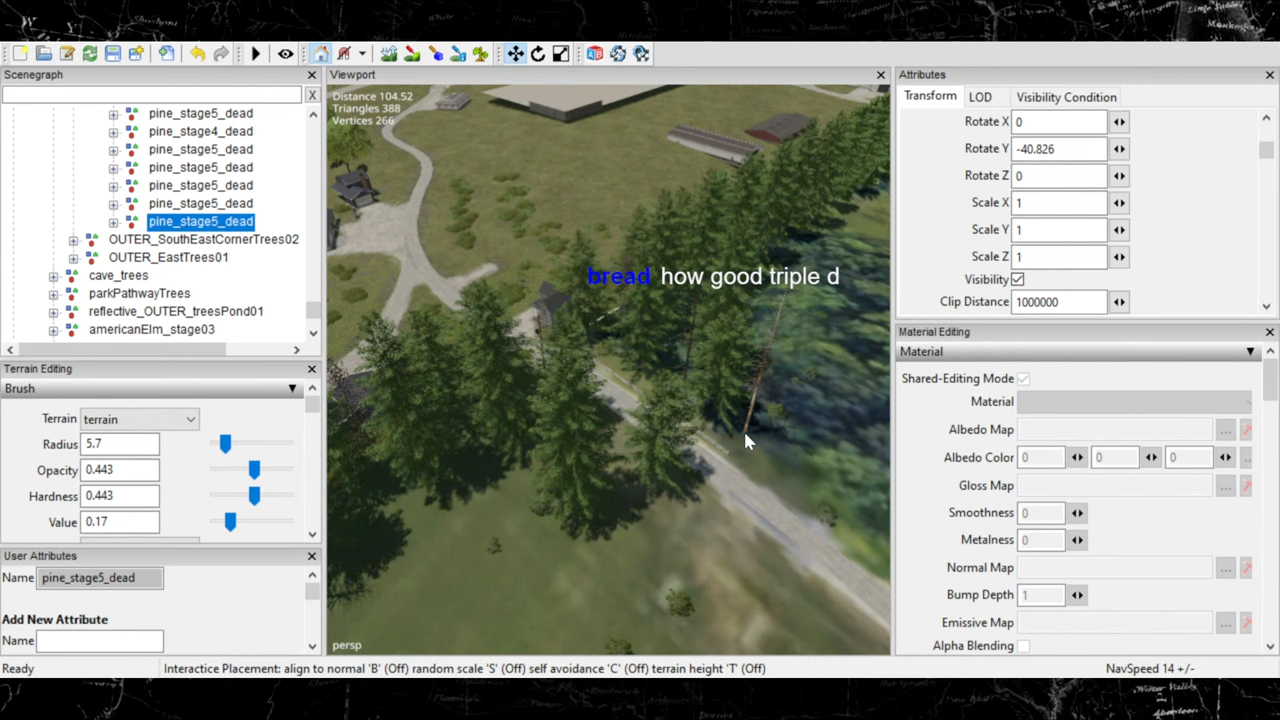 Scenegraph
X
pine_stage5_dead
pine_stage4_dead
pine_stage5_dead
pine_stage5_dead
pine_stage5_dead
pine_stage5_dead
pine_stage5_dead
OUTER_SouthEastCornerTrees02
OUTER_EastTrees01
cave_trees
parkPathwayTrees
reflective_OUTER_treesPond01
americanElm_stage03
Terrain Editing
Brush
Terrain terrain
Radius 5.7
Opacity 0.443
Hardness 0.443
Value 0.17
User Attributes
Name pine_stage5_dead
Add New Attribute
Name
Viewport
Distance 104.52
Triangles 388
Vertices 266
bread how good triple d
persp
Attributes
Transform LOD Visibility Condition
Rotate X 0
Rotate Y -40.826
Rotate Z 0
Scale X 1
Scale Y 1
Scale Z 1
Visibility
Clip Distance 1000000
Material Editing
Material
Shared-Editing Mode
Material
Albedo Map ...
Albedo Color 0 0 0 ..
Gloss Map ...
Smoothness 0
Metalness 0
Normal Map ...
Bump Depth 1
Emissive Map ...
Alpha Blending
Ready Interactice Placement: align to normal 'B' (Off) random scale 'S' (Off) self avoidance 'C' (Off) terrain height 'T' (Off) NavSpeed 14 +/-